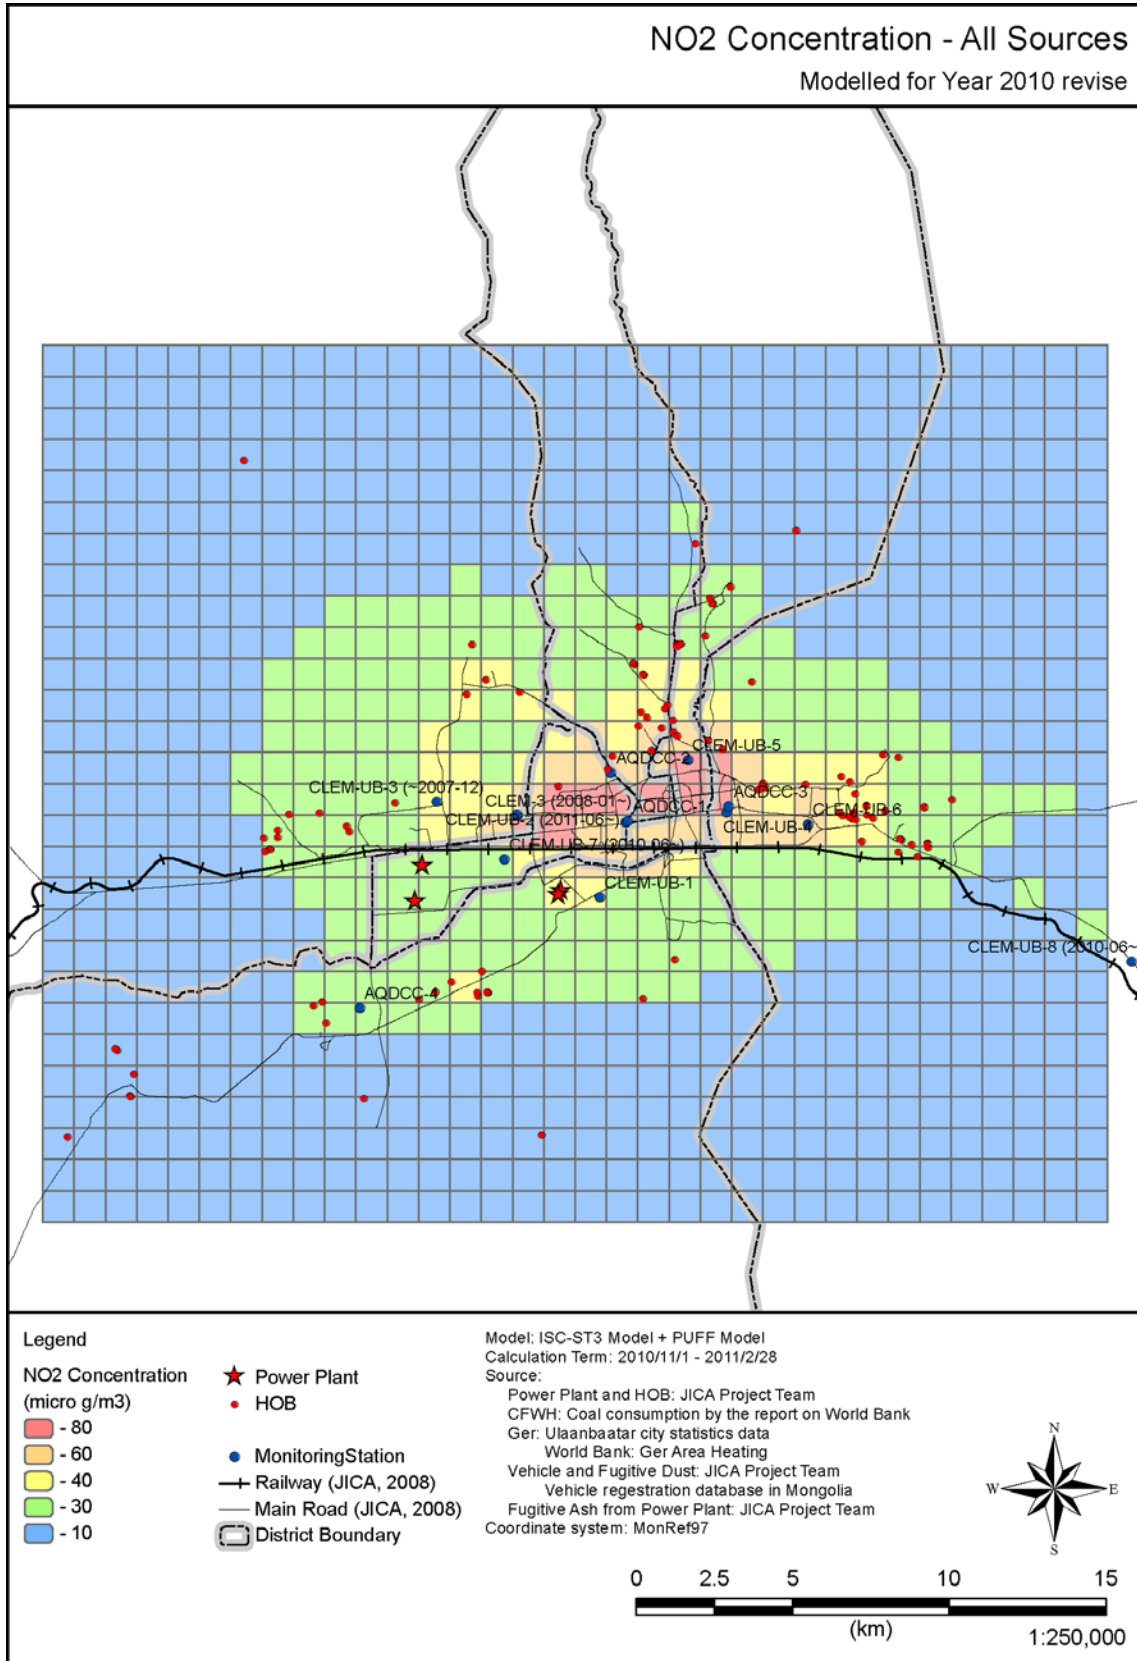 NO2 Concentration - All Sources
Modelled for Year 2010 revise
CLEM-UB-5
AQDCC-2
CLEM-UB-3 (~2007-12)
CLEM-3 (2008-01~)
AQDCC-1
AQDCC-3
CLEM-UB-6
CLEM-UB-2 (2011-06~)
CLEM-UB-4
CLEM-UB-7 (2010-06~)
CLEM-UB-1
CLEM-UB-8 (2010-06~
AQDCC-4
Legend
NO2 Concentration
(micro g/m3)
- 80
- 60
- 40
- 30
- 10
Power Plant
HOB
MonitoringStation
Railway (JICA, 2008)
Main Road (JICA, 2008)
District Boundary
Model: ISC-ST3 Model + PUFF Model
Calculation Term: 2010/11/1 - 2011/2/28
Source:
Power Plant and HOB: JICA Project Team
CFWH: Coal consumption by the report on World Bank
Ger: Ulaanbaatar city statistics data
World Bank: Ger Area Heating
Vehicle and Fugitive Dust: JICA Project Team
Vehicle regestration database in Mongolia
Fugitive Ash from Power Plant: JICA Project Team
Coordinate system: MonRef97
N
W
E
S
0 2.5 5 10 15
(km)
1:250,000